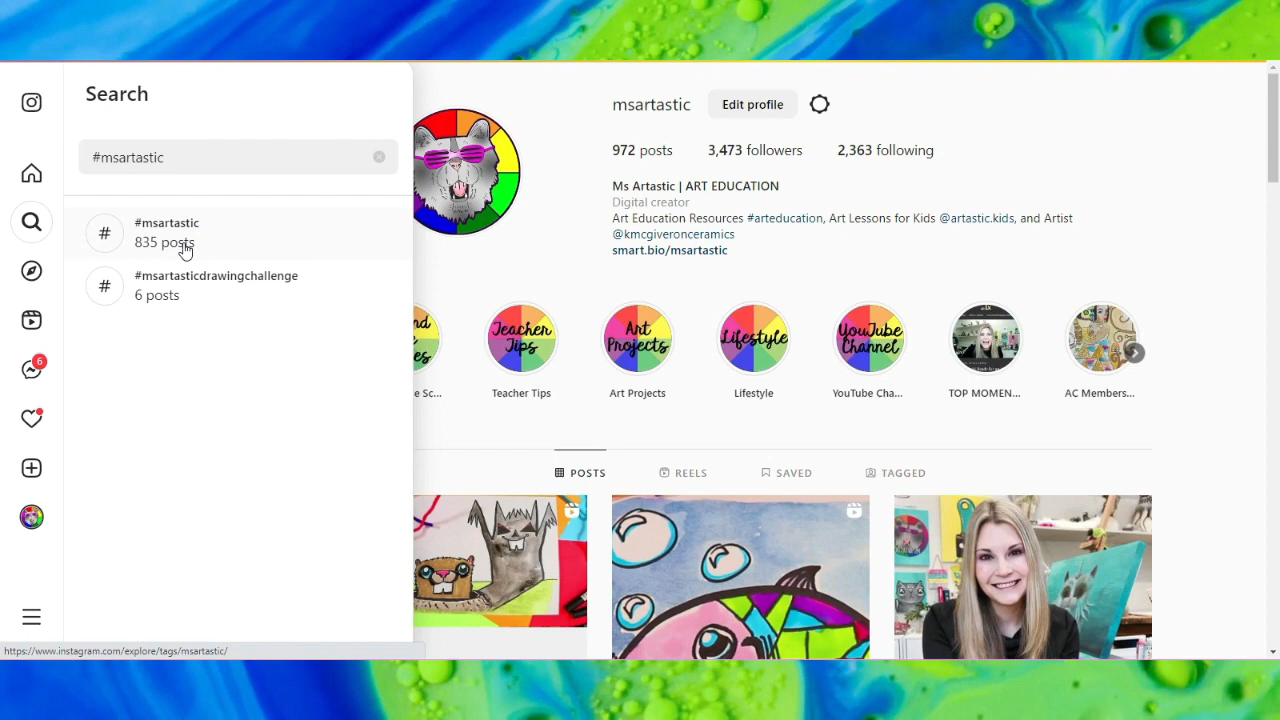 Search
#msartastic
#msartastic
835 posts
#msartasticdrawingchallenge
6 posts
6
msartastic Edit profile
972 posts 3,473 followers 2,363 following
Ms Artastic | ART EDUCATION
Digital creator
Art Education Resources #arteducation, Art Lessons for Kids @artastic.kids, and Artist
@kmcgiveronceramics
smart.bio/msartastic
Teacher Tips
Art Projects
Lifestyle
YouTube Channel
e Sc...
Teacher Tips
Art Projects
Lifestyle
YouTube Cha...
TOP MOMEN...
AC Members...
POSTS REELS SAVED TAGGED
https://www.instagram.com/explore/tags/msartastic/